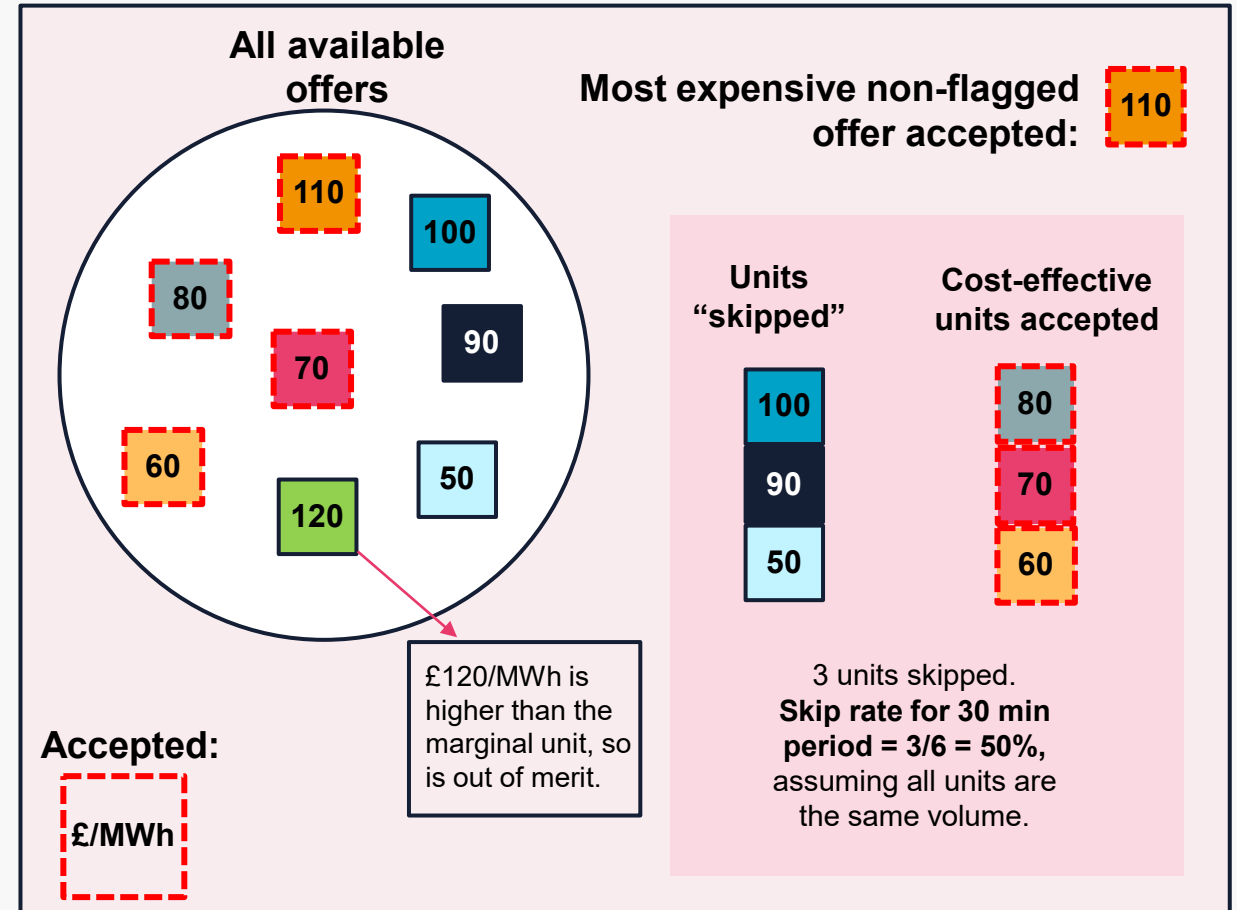 All available
offers
Most expensive non-flagged
offer accepted:
110
110
100
80
90
70
60
50
120
£120/MWh is
higher than the
marginal unit, so
is out of merit.
Accepted:
£/MWh
Units
“skipped”
100
90
50
Cost-effective
units accepted
80
70
60
3 units skipped.
Skip rate for 30 min
period = 3/6 = 50%,
assuming all units are
the same volume.